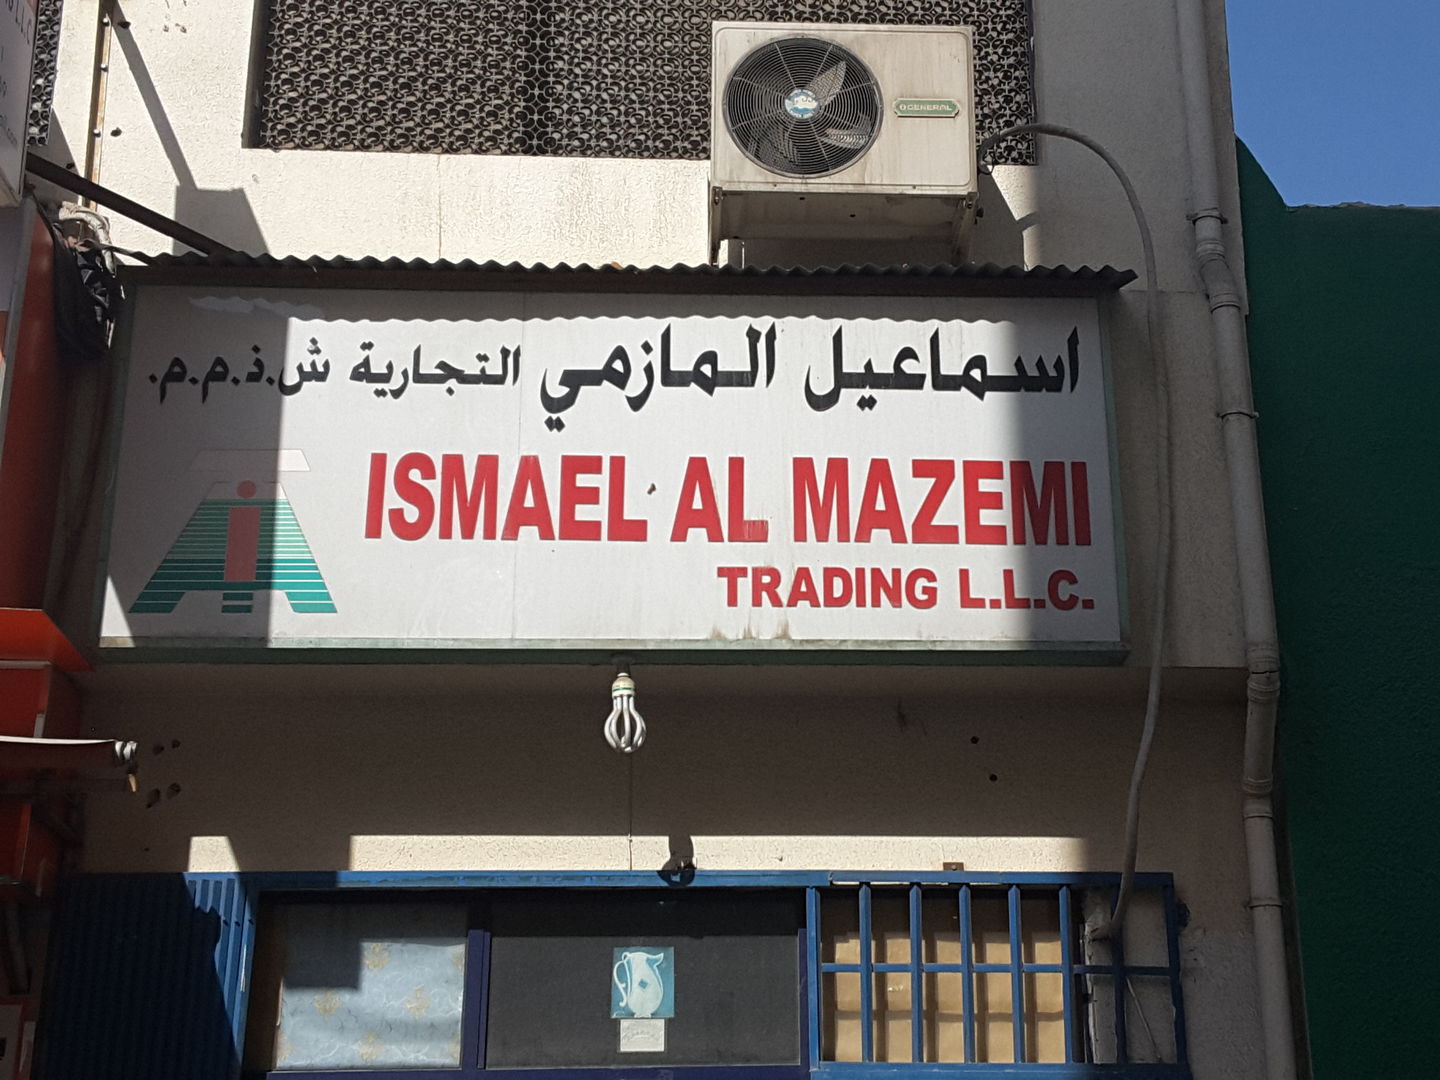 GENERAL
اسماعيل المازمي التجارية ش.ذ.م.م.
ISMAEL AL MAZEMI
TRADING L.L.C.